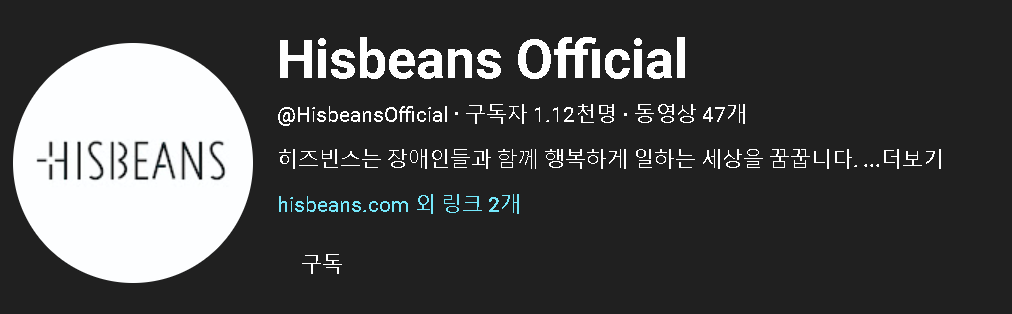 HISBEANS
Hisbeans Official
@HisbeansOfficial · 구독자 1.12천명 · 동영상 47개
히즈빈스는 장애인들과 함께 행복하게 일하는 세상을 꿈꿉니다. ...더보기
hisbeans.com 외 링크 2개
구독